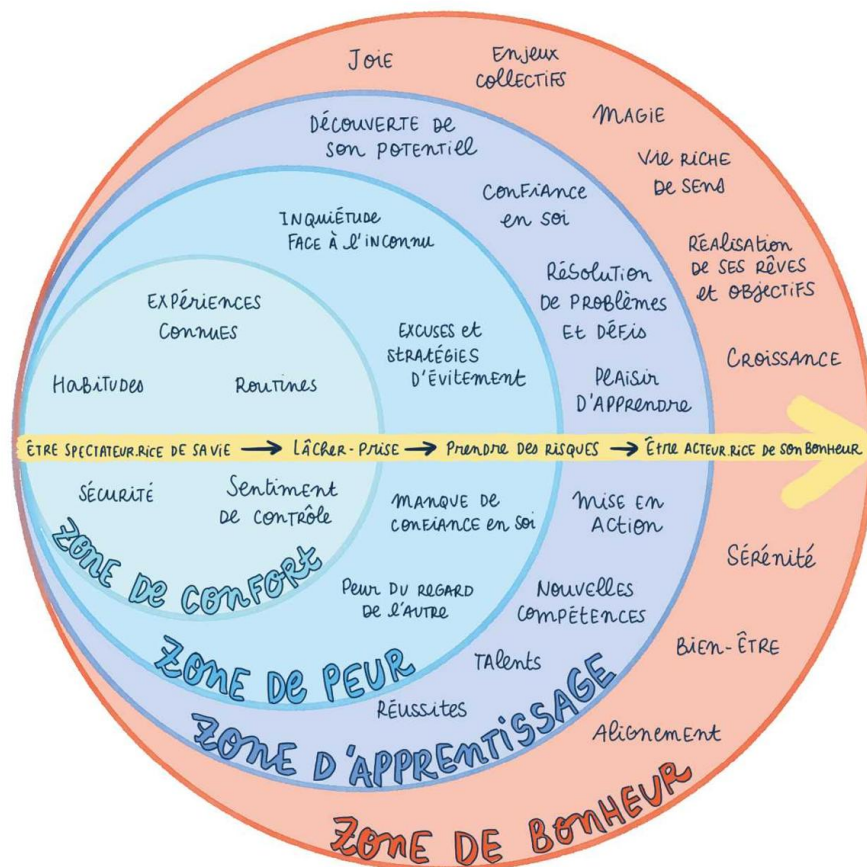 JOIE
ENJEUX
COLLECTIFS
MAGIE
VIE RICHE
DE SENS
RÉALISATION
DE SES RÊVES
ET OBJECTIFS
CROISSANCE
DÉCOUVERTE DE
SON POTENTIEL
CONFIANCE
EN SOI
RÉSOLUTION
DE PROBLÈMES
ET DÉFIS
PLAISIR
D'APPRENDRE
INQUIÉTUDE
FACE À L'INCONNU
EXCUSES ET
STRATÉGIES
D'ÉVITEMENT
EXPÉRIENCES
CONNUES
HABITUDES
ROUTINES
ÊTRE SPECTATEUR.RICE DE SA VIE → LÂCHER-PRISE → PRENDRE DES RISQUES → ÊTRE ACTEUR.RICE DE SON BONHEUR
SÉCURITÉ
SENTIMENT
DE CONTRÔLE
ZONE DE CONFORT
MANQUE DE
CONFIANCE EN SOI
PEUR DU REGARD
DE L'AUTRE
ZONE DE PEUR
MISE EN
ACTION
NOUVELLES
COMPÉTENCES
TALENTS
RÉUSSITES
ZONE D'APPRENTISSAGE
SÉRÉNITÉ
BIEN-ÊTRE
ALIGNEMENT
ZONE DE BONHEUR